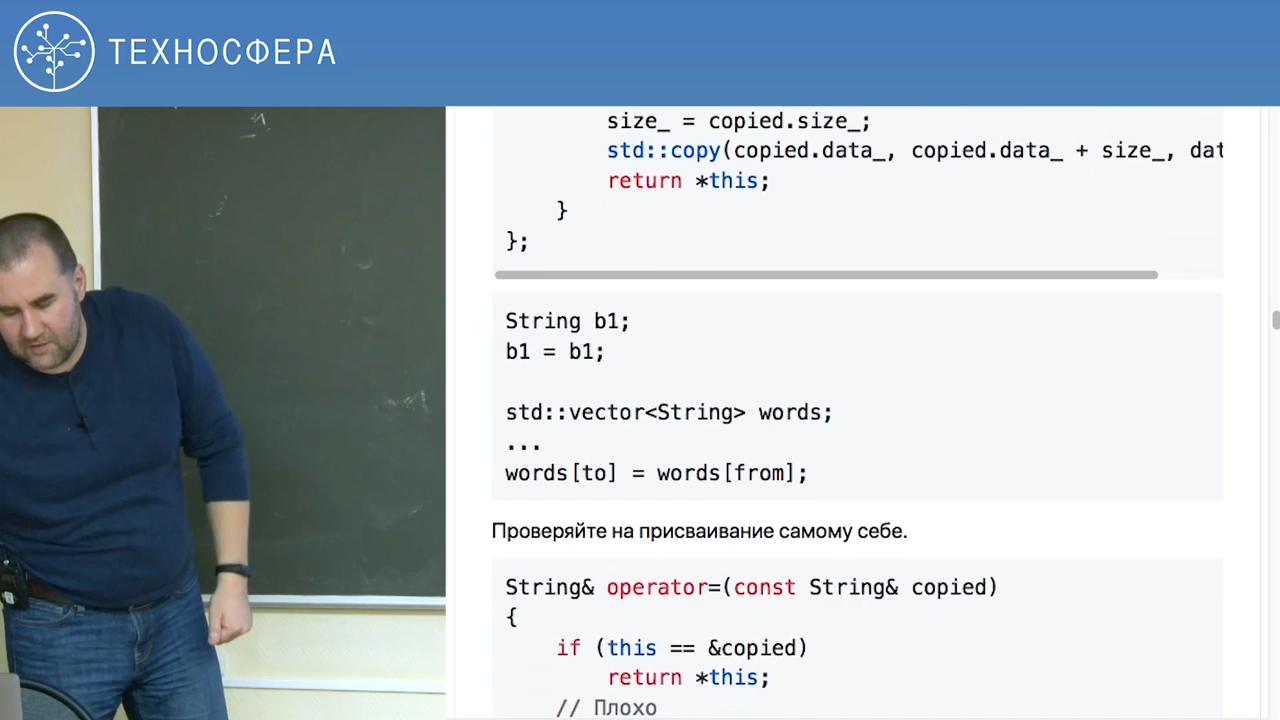 ТЕХНОСФЕРА
size_ = copied.size_;
std::copy(copied.data_, copied.data_ + size_, dat
return *this;
}
};
String b1;
b1 = b1;
std::vector<String> words;
...
words[to] = words[from];
Проверяйте на присваивание самому себе.
String& operator=(const String& copied)
{
if (this == &copied)
return *this;
// Плохо